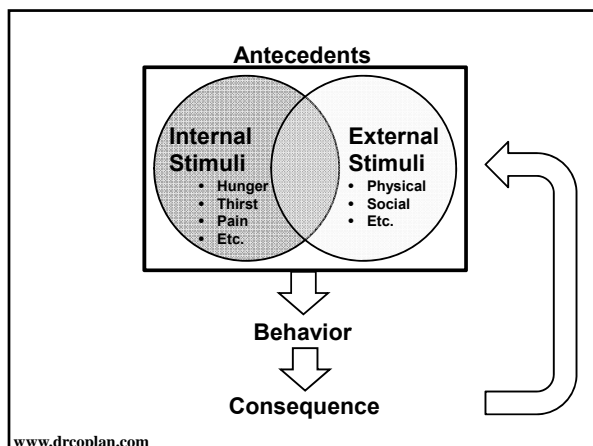 Antecedents
Internal
Stimuli
• Hunger
• Thirst
• Pain
• Etc.
External
Stimuli
• Physical
• Social
• Etc.
Behavior
Consequence
www.drcoplan.com